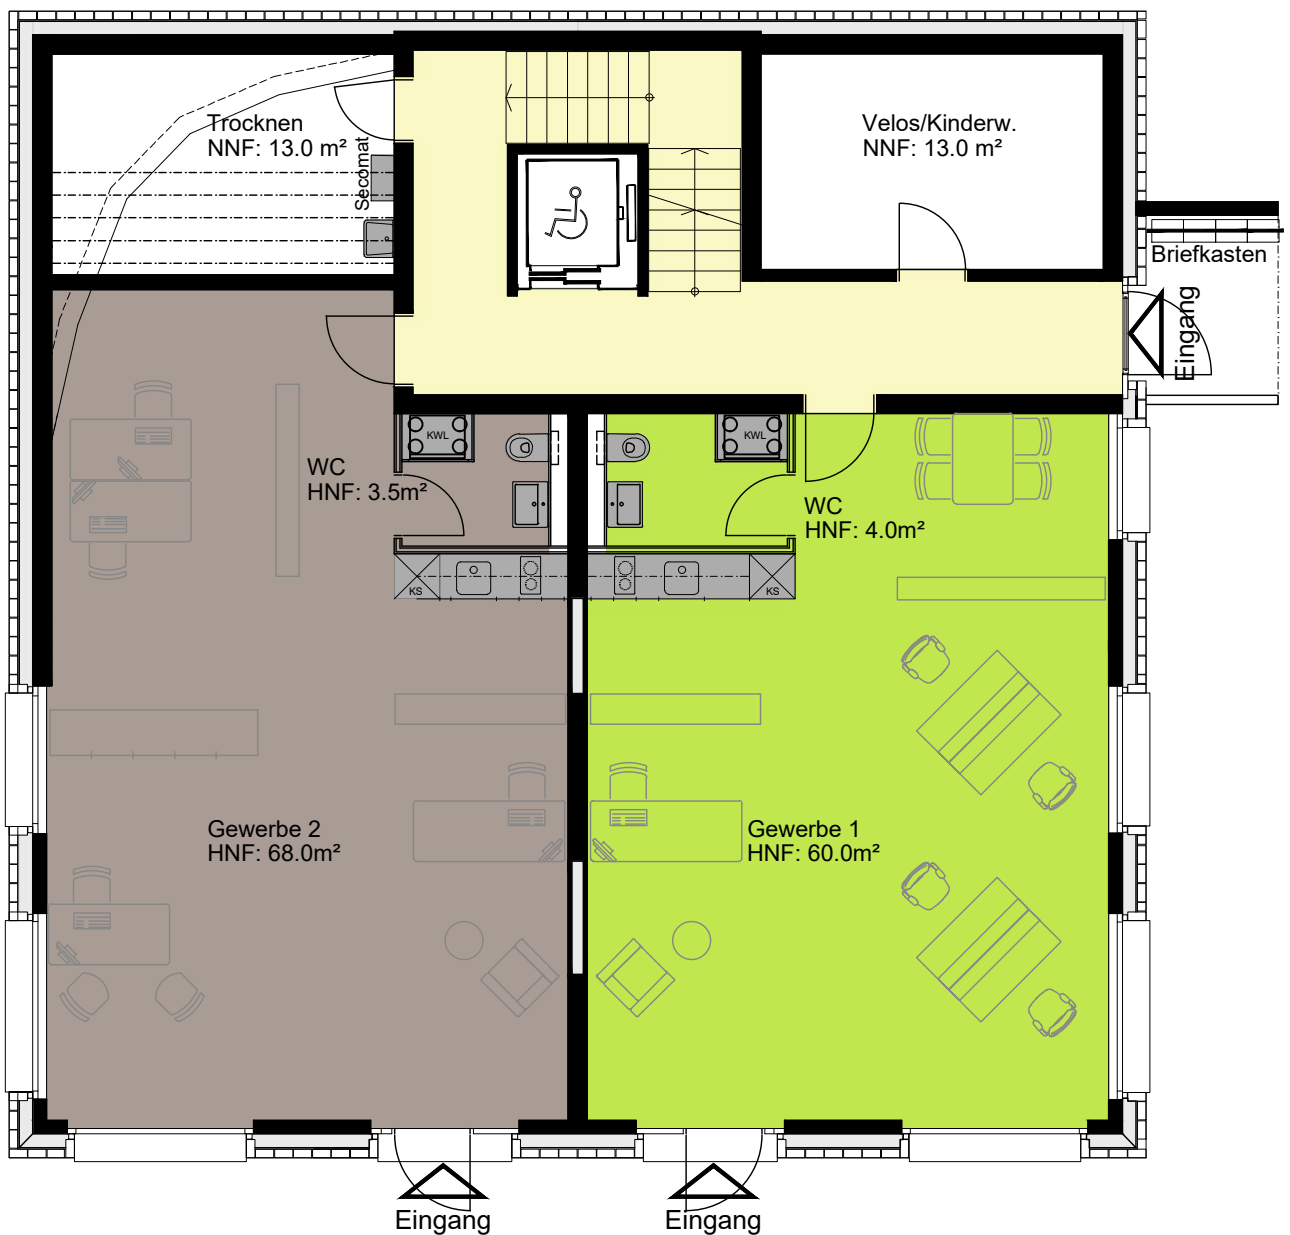 Trocknen
NNF: 13.0 m²
Secomat
Velos/Kinderw.
NNF: 13.0 m²
Briefkasten
Eingang
KWL
KWL
WC
HNF: 3.5m²
WC
HNF: 4.0m²
KS
KS
Gewerbe 2
HNF: 68.0m²
Gewerbe 1
HNF: 60.0m²
Eingang
Eingang